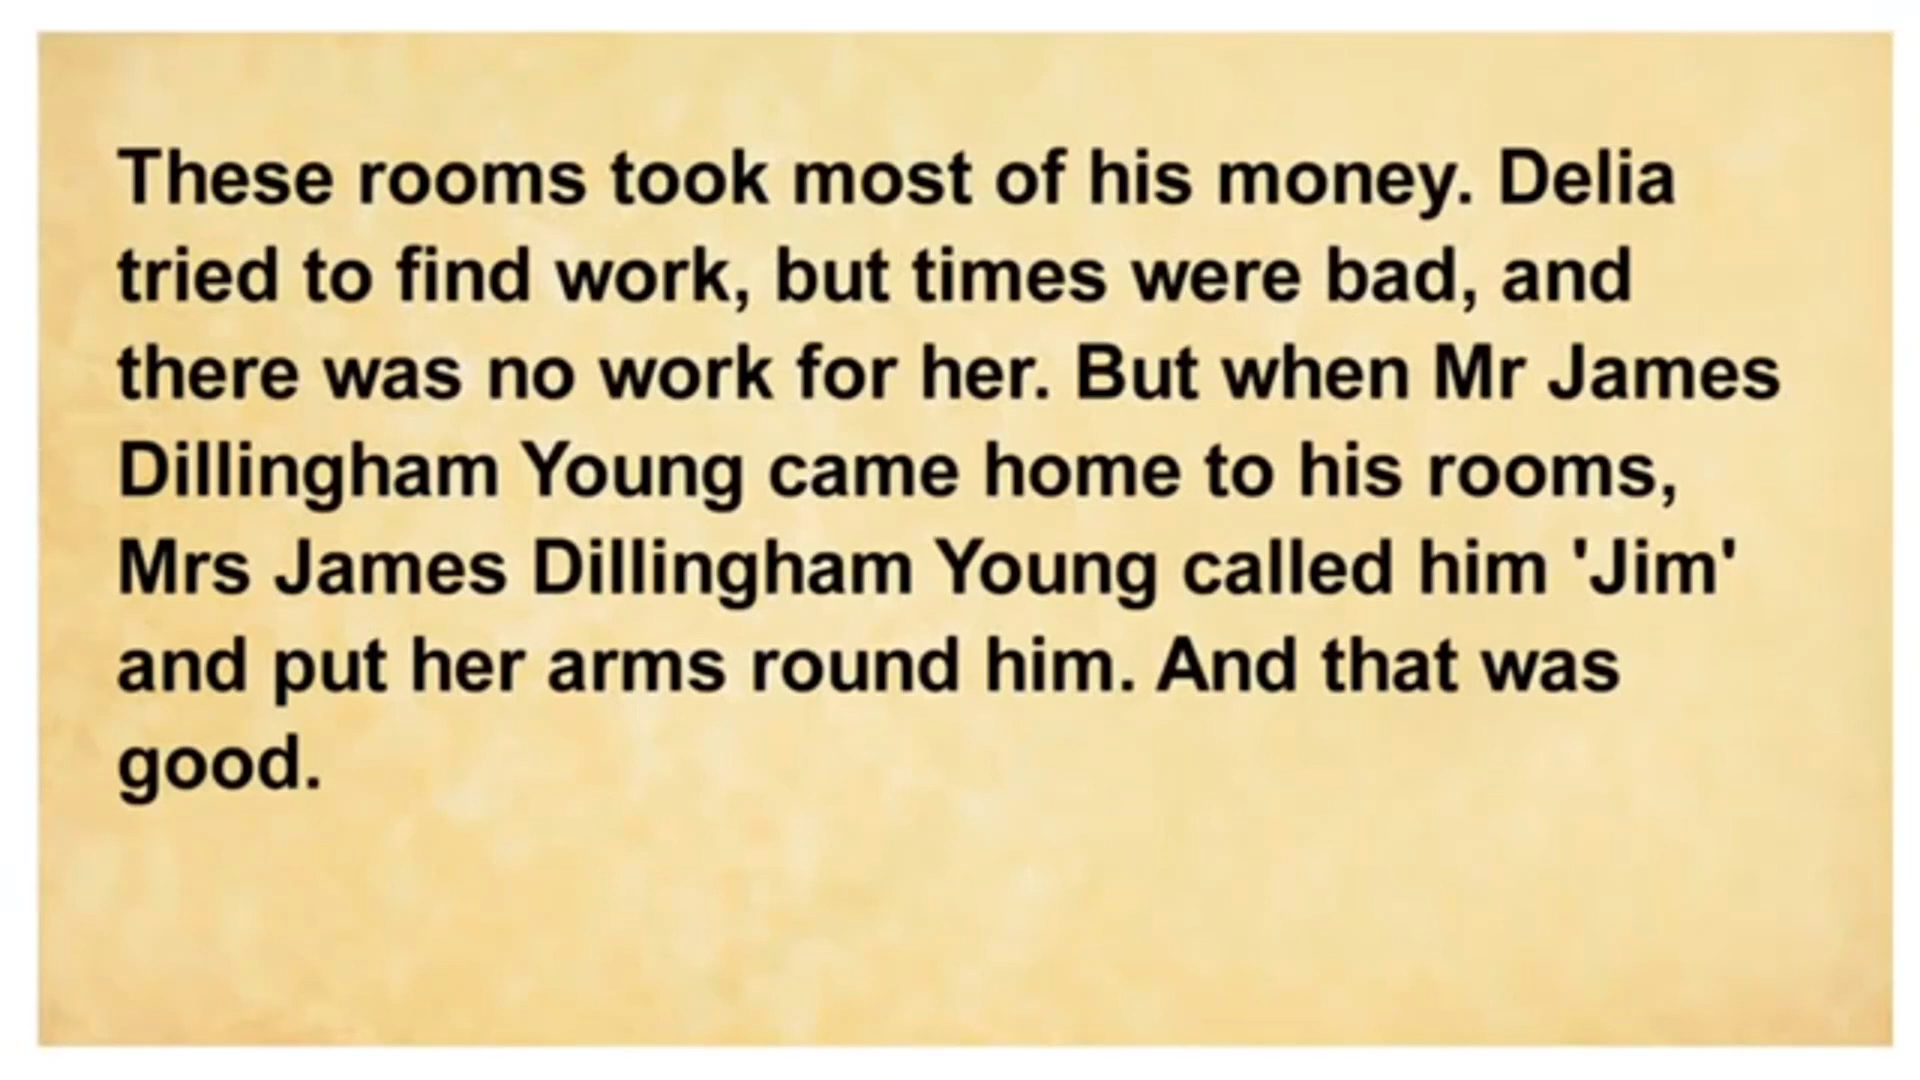 These rooms took most of his money. Delia
tried to find work, but times were bad, and
there was no work for her. But when Mr James
Dillingham Young came home to his rooms,
Mrs James Dillingham Young called him 'Jim'
and put her arms round him. And that was
good.